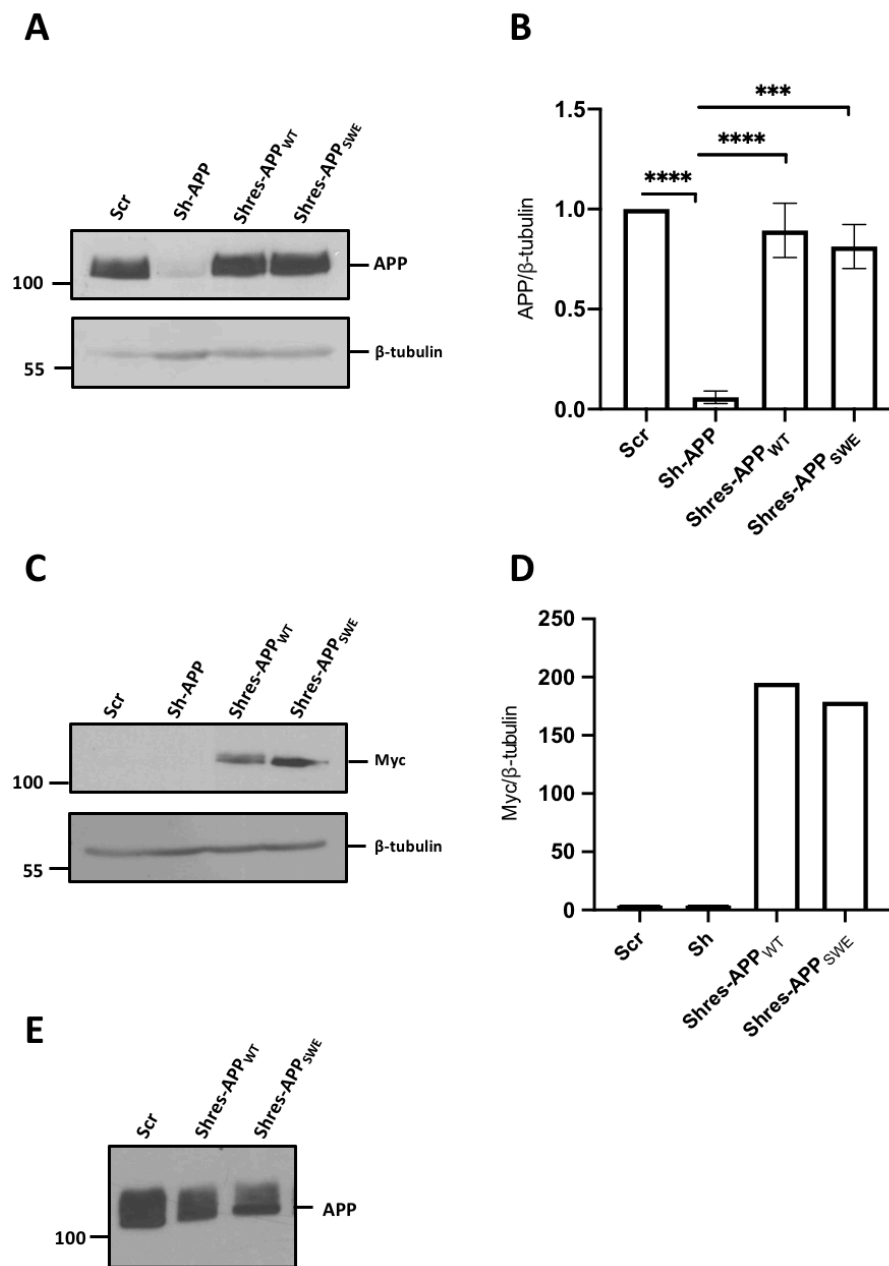 A
Scr
Sh-APP
Shres-APPWT
Shres-APPSWE
100
APP
55
β-tubulin
B
APP/β-tubulin
1.5
1.0
0.5
0.0
***
****
****
Scr
Sh-APP
Shres-APPWT
Shres-APPSWE
C
Scr
Sh-APP
Shres-APPWT
Shres-APPSWE
100
Myc
55
β-tubulin
D
Myc/β-tubulin
250
200
150
100
50
0
Scr
Sh
Shres-APPWT
Shres-APPSWE
E
Scr
Shres-APPWT
Shres-APPSWE
100
APP